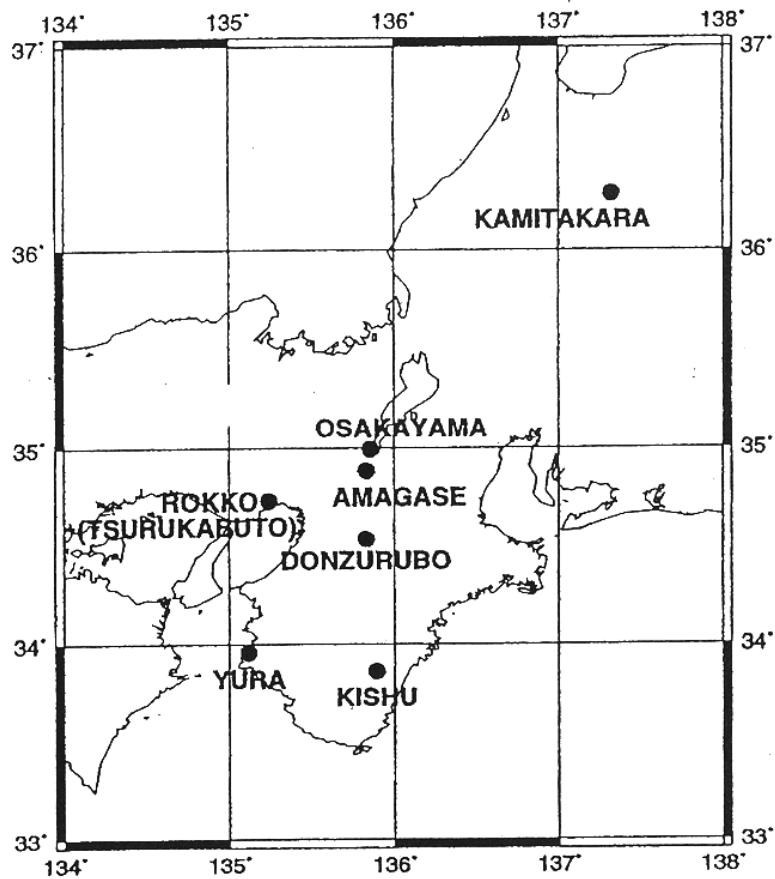 134° 135° 136° 137° 138°
37° 37°
KAMITAKARA
36° 36°
OSAKAYAMA
35° 35°
AMAGASE
ROKKO
(TSURUKABUTO)
DONZURUBO
34° 34°
YURA
KISHU
33° 33°
134° 135° 136° 137° 138°